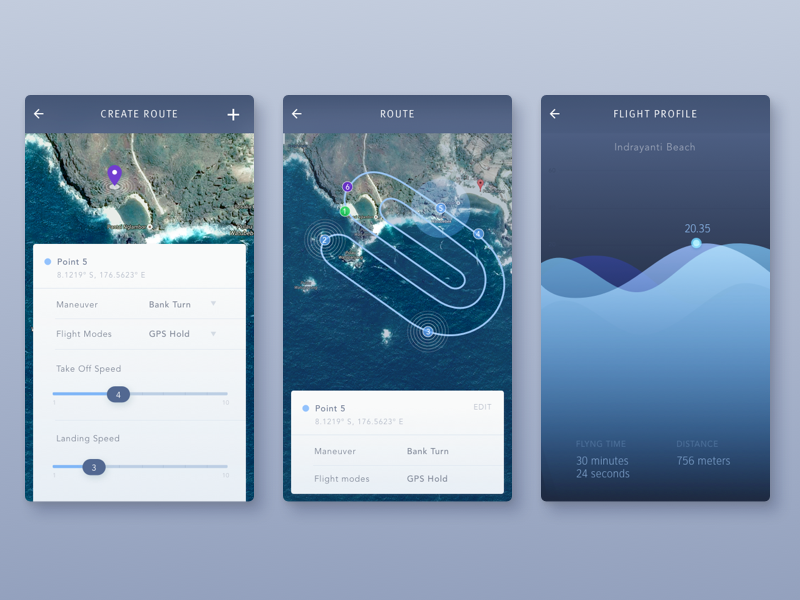 CREATE ROUTE
Point 5
8.1219° S, 176.5623° E
Maneuver Bank Turn
Flight Modes GPS Hold
Take Off Speed
4
1 10
Landing Speed
3
1 10
ROUTE
6
1
5
2
4
3
Point 5 EDIT
8.1219° S, 176.5623° E
Maneuver Bank Turn
Flight modes GPS Hold
FLIGHT PROFILE
Indrayanti Beach
20.35
FLYNG TIME DISTANCE
30 minutes 756 meters
24 seconds